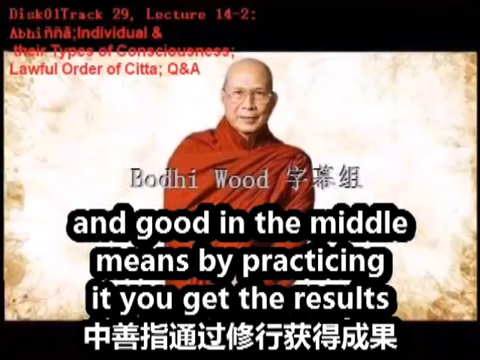 Disk01Track 29, Lecture 14-2:
Abhiññā;Individual &
their Types of Consciousness;
Lawful Order of Citta; Q&A
Bodhi Wood 字幕组
and good in the middle
means by practicing
it you get the results
中善指通过修行获得成果